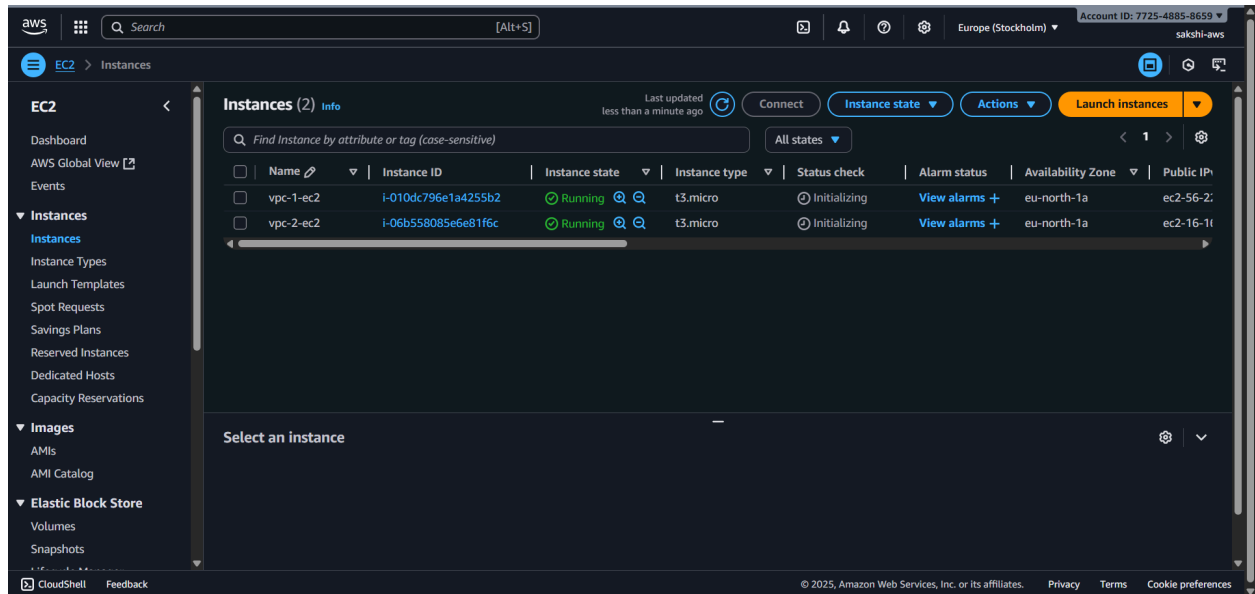 aws
Search
[Alt+S]
Europe (Stockholm)
Account ID: 7725-4885-8659
sakshi-aws
EC2 > Instances
EC2
Dashboard
AWS Global View
Events
Instances
Instances
Instance Types
Launch Templates
Spot Requests
Savings Plans
Reserved Instances
Dedicated Hosts
Capacity Reservations
Images
AMIs
AMI Catalog
Elastic Block Store
Volumes
Snapshots
Instances (2) Info
Last updated
less than a minute ago
Connect
Instance state
Actions
Launch instances
Find Instance by attribute or tag (case-sensitive)
All states
1
Name Instance ID Instance state Instance type Status check Alarm status Availability Zone Public
vpc-1-ec2 i-010dc796e1a4255b2 Running t3.micro Initializing View alarms + eu-north-1a ec2-56-
vpc-2-ec2 i-06b558085e6e81f6c Running t3.micro Initializing View alarms + eu-north-1a ec2-16-
Select an instance
CloudShell Feedback
© 2025, Amazon Web Services, Inc. or its affiliates. Privacy Terms Cookie preferences